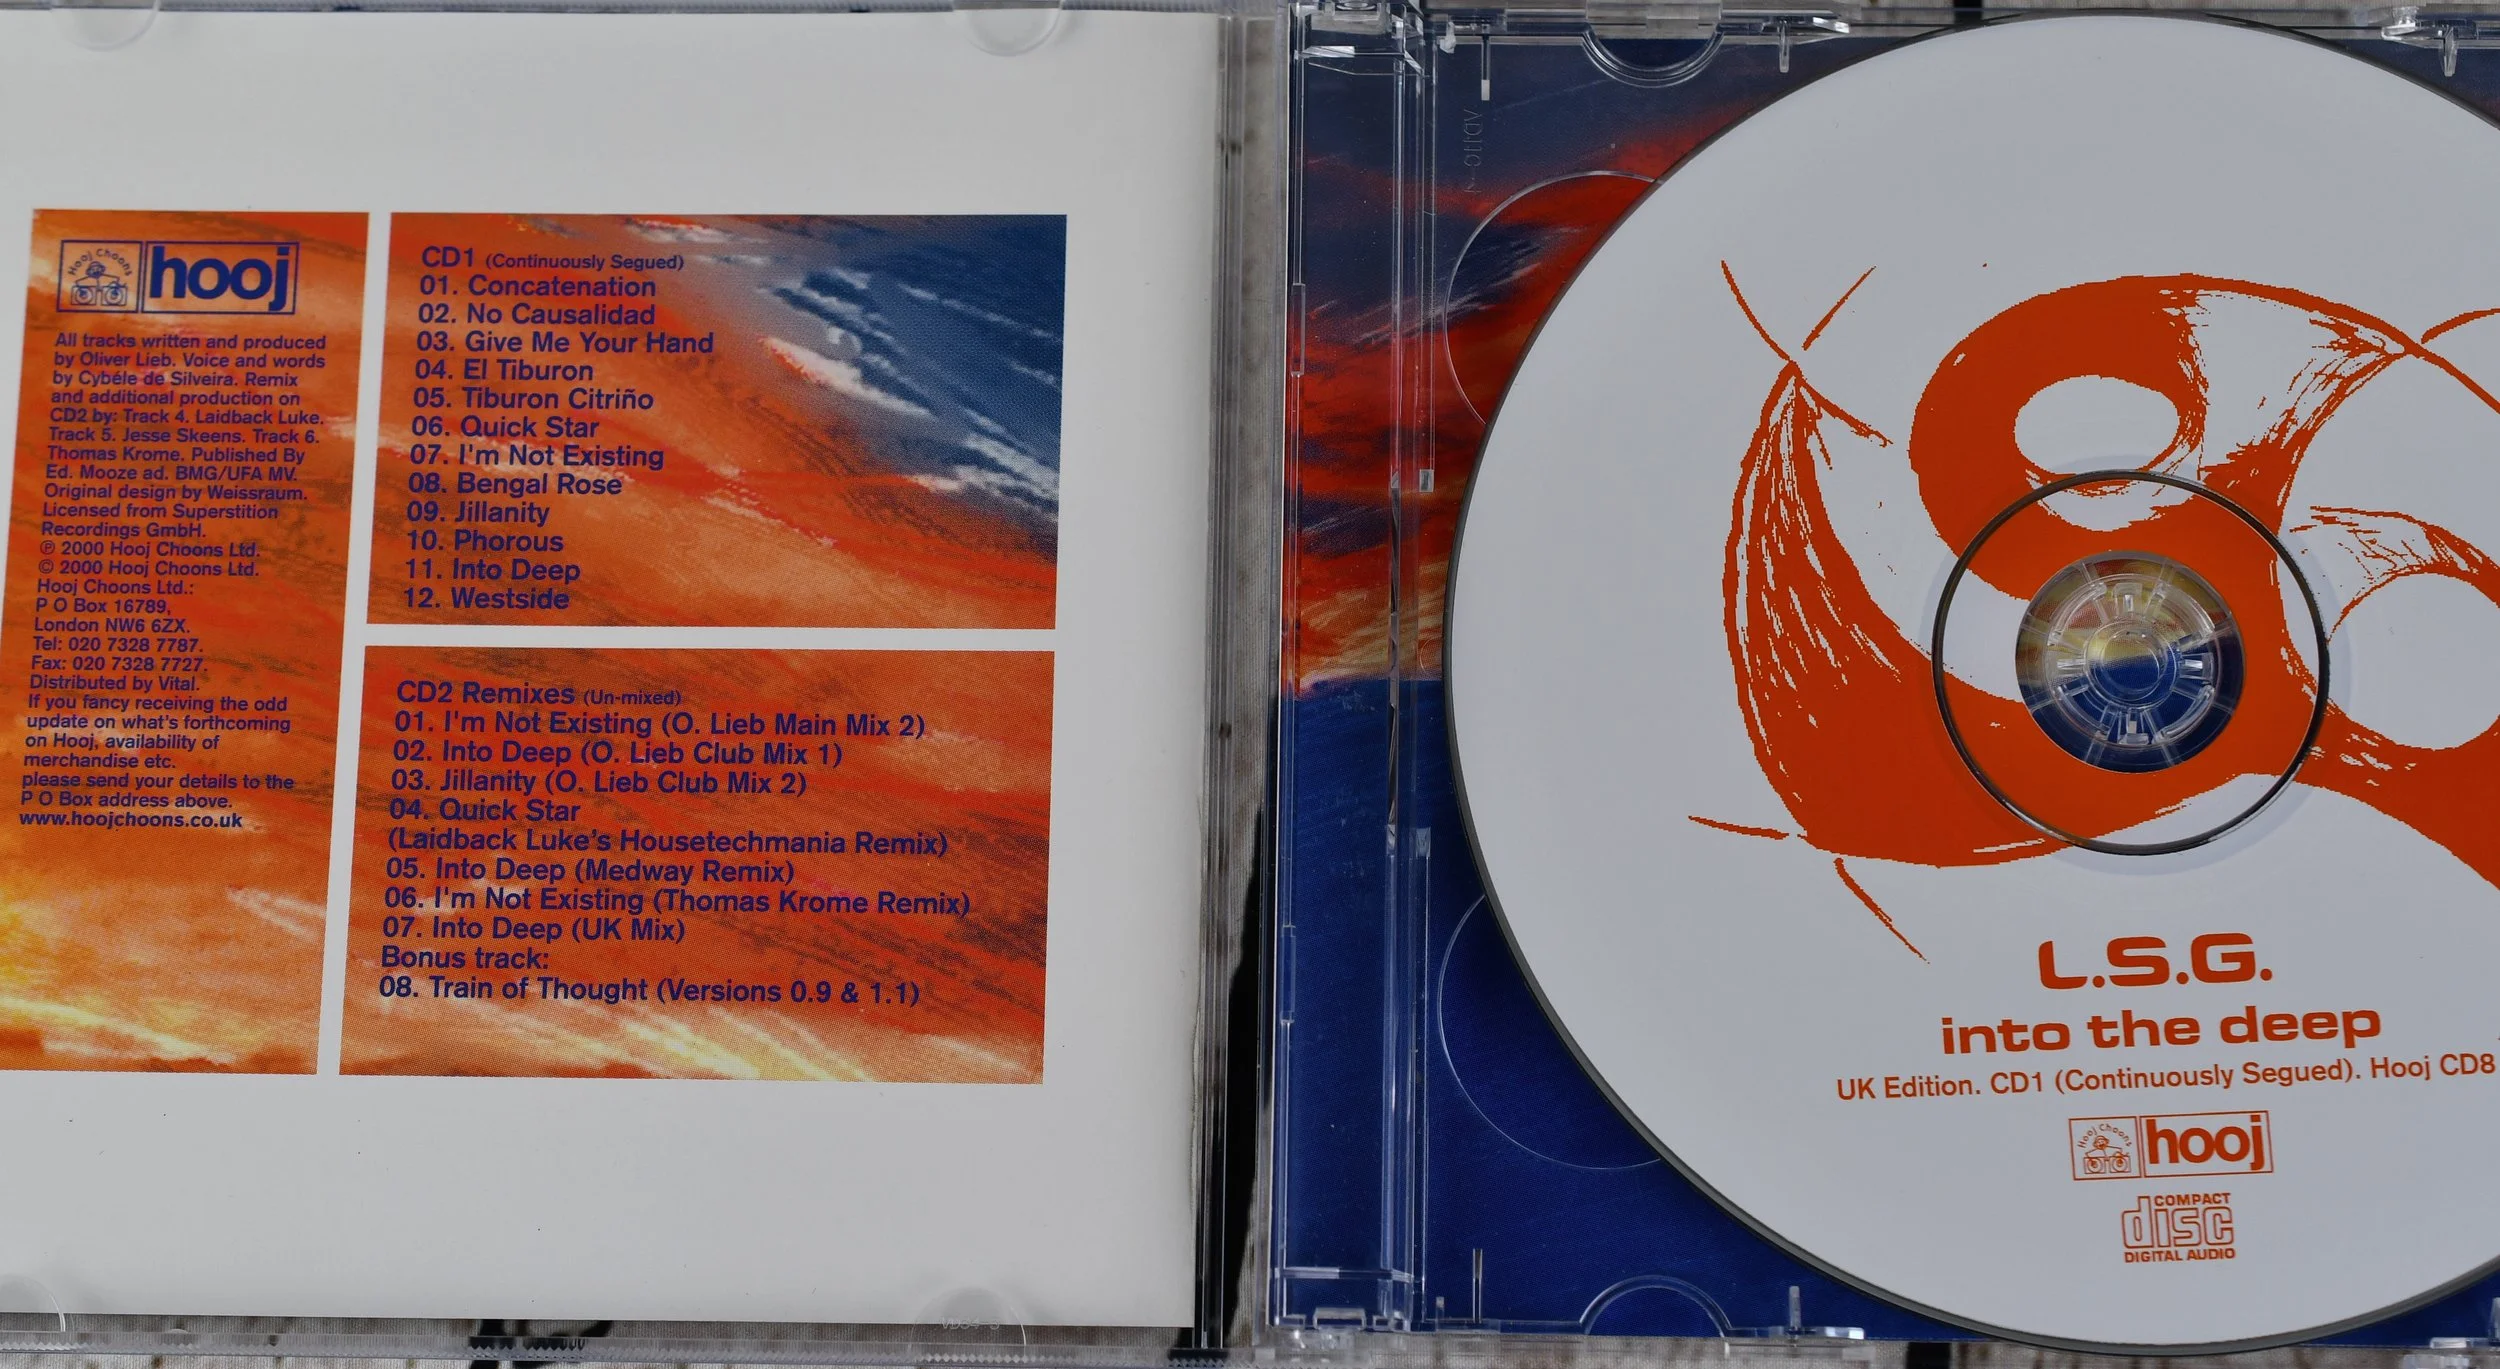 Hooj Choons
hooj
All tracks written and produced
by Oliver Lieb. Voice and words
by Cybéle de Silveira. Remix
and additional production on
CD2 by: Track 4. Laidback Luke.
Track 5. Jesse Skeens. Track 6.
Thomas Krome. Published By
Ed. Mooze ad. BMG/UFA MV.
Original design by Weissraum.
Licensed from Superstition
Recordings GmbH.
℗ 2000 Hooj Choons Ltd.
© 2000 Hooj Choons Ltd.
Hooj Choons Ltd.:
P O Box 16789,
London NW6 6ZX.
Tel: 020 7328 7787.
Fax: 020 7328 7727.
Distributed by Vital.
If you fancy receiving the odd
update on what's forthcoming
on Hooj, availability of
merchandise etc.
please send your details to the
P O Box address above.
www.hoojchoons.co.uk
CD1 (Continuously Segued)
01. Concatenation
02. No Causalidad
03. Give Me Your Hand
04. El Tiburon
05. Tiburon Citriño
06. Quick Star
07. I'm Not Existing
08. Bengal Rose
09. Jillanity
10. Phorous
11. Into Deep
12. Westside
CD2 Remixes (Un-mixed)
01. I'm Not Existing (O. Lieb Main Mix 2)
02. Into Deep (O. Lieb Club Mix 1)
03. Jillanity (O. Lieb Club Mix 2)
04. Quick Star
(Laidback Luke's Housetechmania Remix)
05. Into Deep (Medway Remix)
06. I'm Not Existing (Thomas Krome Remix)
07. Into Deep (UK Mix)
Bonus track:
08. Train of Thought (Versions 0.9 & 1.1)
L.S.G.
into the deep
UK Edition. CD1 (Continuously Segued). Hooj CD8
Hooj Choons
hooj
COMPACT
disc
DIGITAL AUDIO